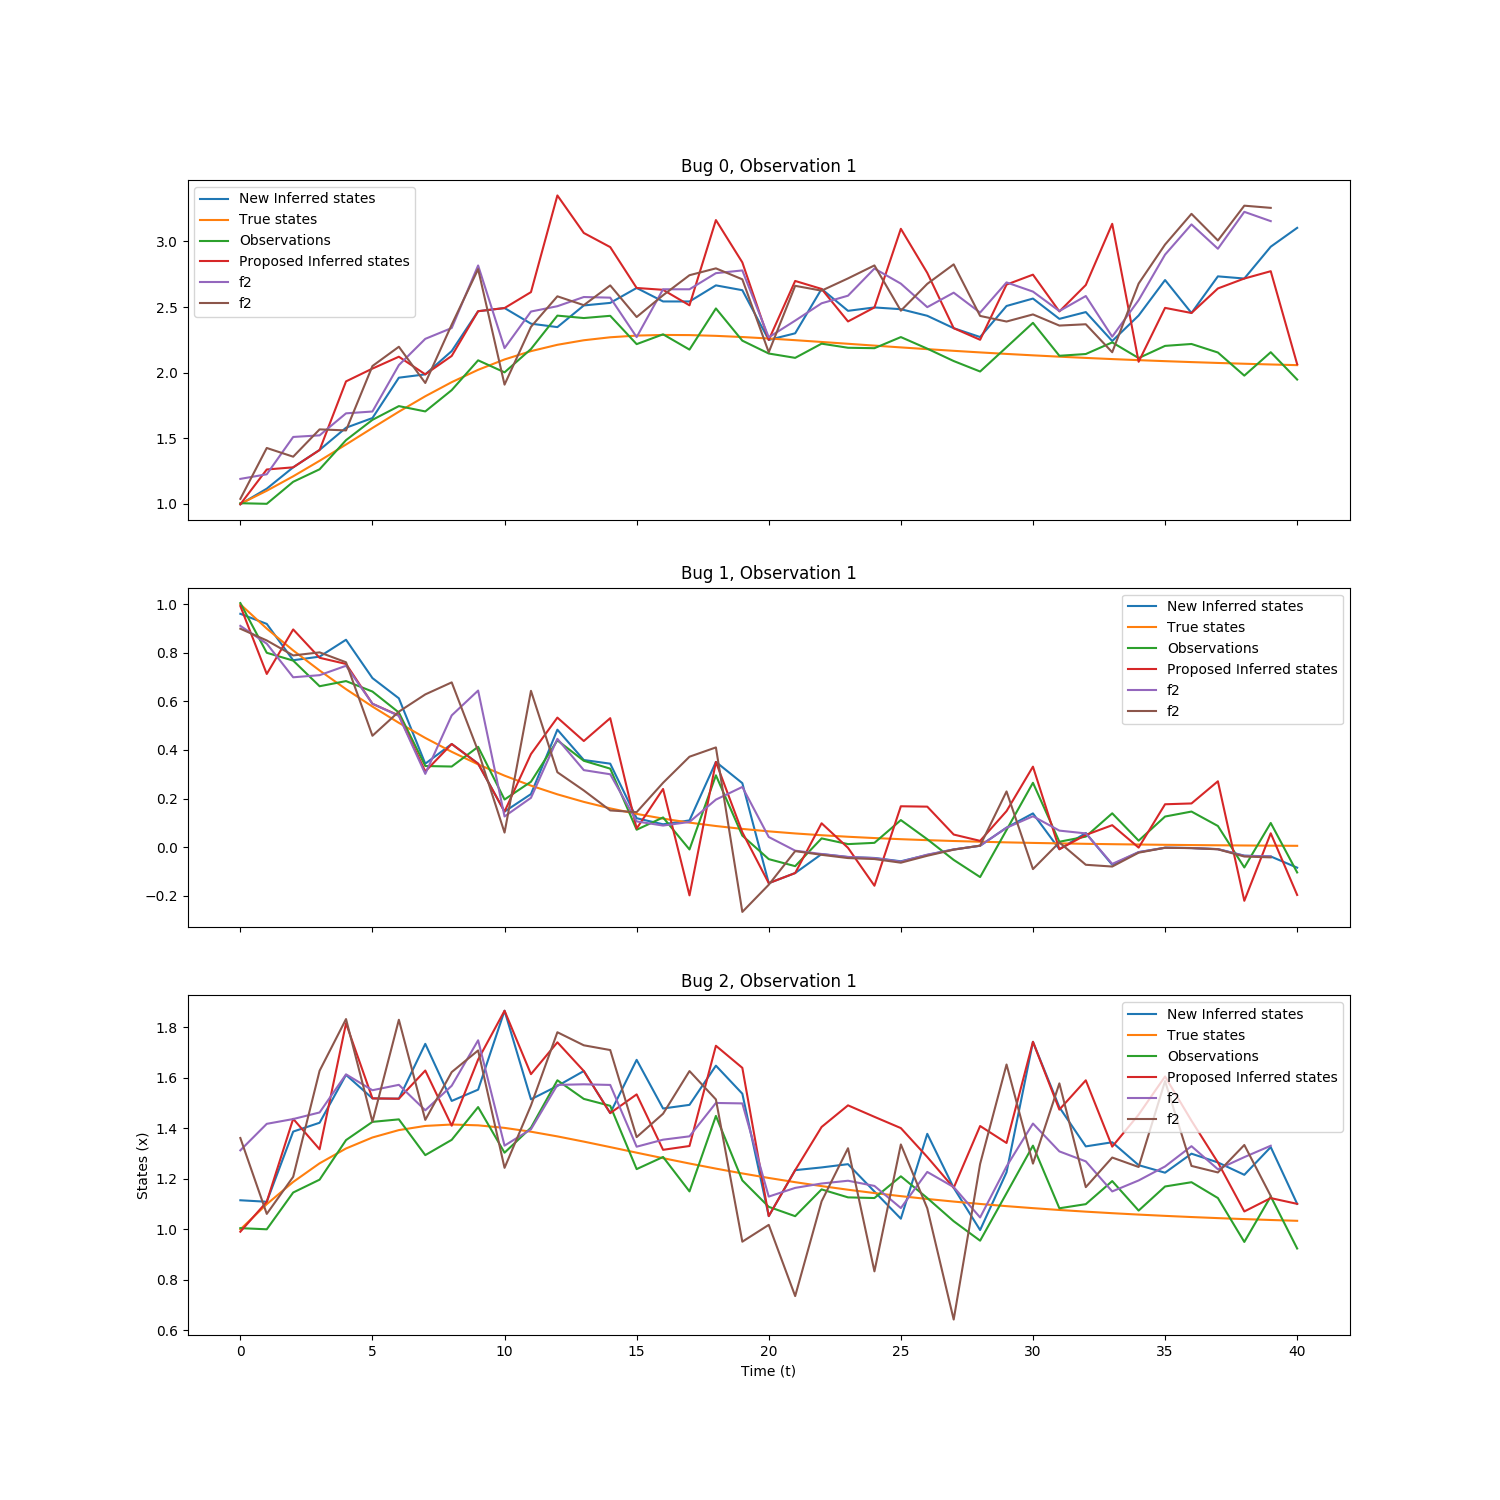 Bug 0, Observation 1
New Inferred states
True states
Observations
Proposed Inferred states
f2
f2
3.0
2.5
2.0
1.5
1.0
Bug 1, Observation 1
New Inferred states
True states
Observations
Proposed Inferred states
f2
f2
1.0
0.8
0.6
0.4
0.2
0.0
−0.2
Bug 2, Observation 1
New Inferred states
True states
Observations
Proposed Inferred states
f2
f2
1.8
1.6
1.4
1.2
1.0
0.8
0.6
States (x)
0 5 10 15 20 25 30 35 40
Time (t)